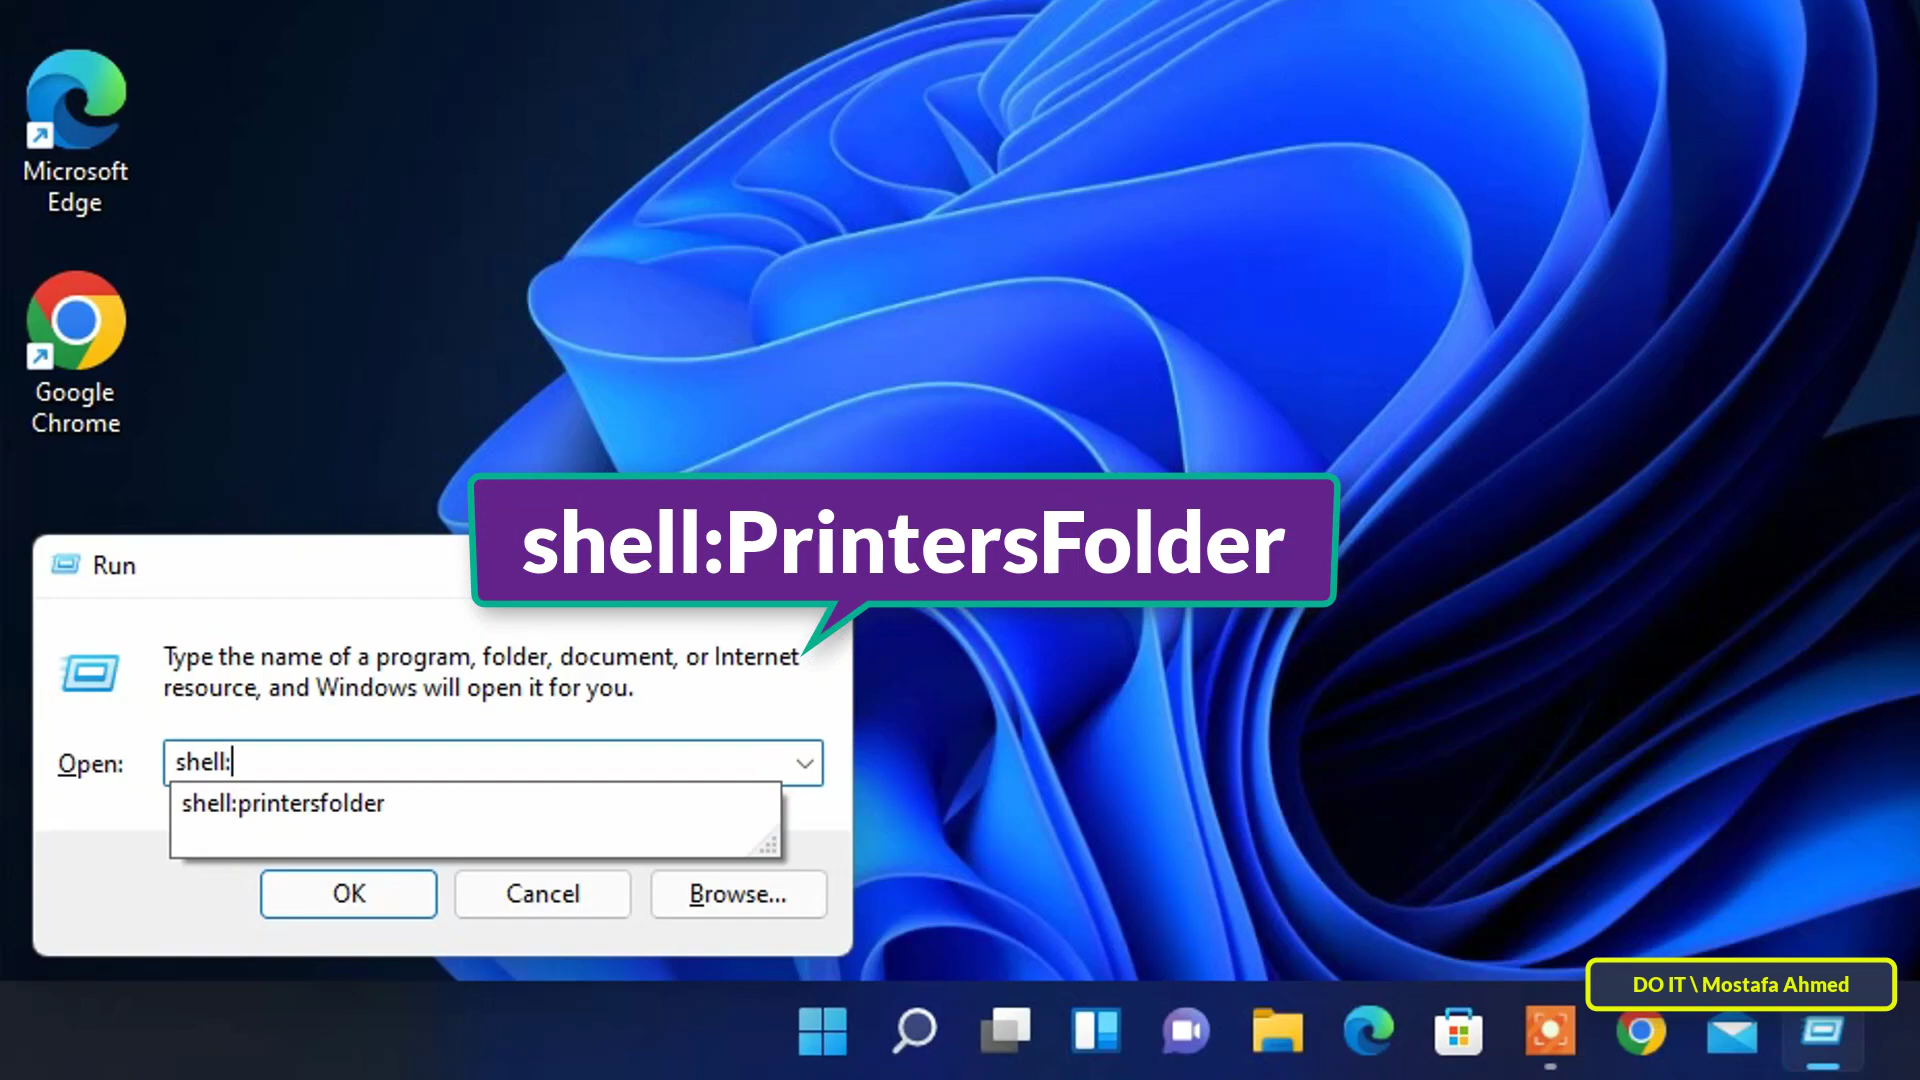 Microsoft
Edge
Google
Chrome
shell:PrintersFolder
Run
Type the name of a program, folder, document, or Internet
resource, and Windows will open it for you.
Open:
shell:
shell:printersfolder
OK
Cancel
Browse...
DO IT \ Mostafa Ahmed